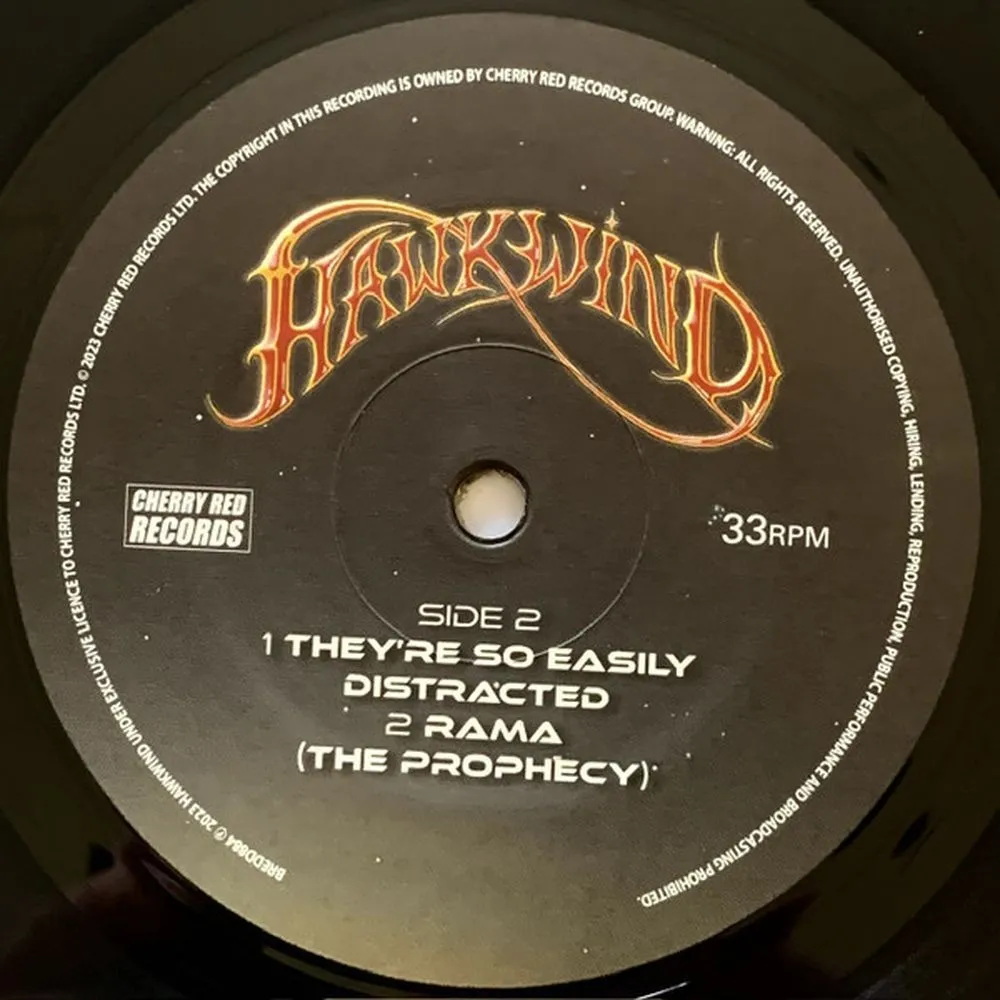 HAWKWIND
CHERRY RED
RECORDS
33RPM
SIDE 2
1 THEY'RE SO EASILY
DISTRACTED
2 RAMA
(THE PROPHECY)
BREDD884 ℗ 2023 HAWKWIND UNDER EXCLUSIVE LICENCE TO CHERRY RED RECORDS LTD. © 2023 CHERRY RED RECORDS LTD. THE COPYRIGHT IN THIS RECORDING IS OWNED BY CHERRY RED RECORDS GROUP. WARNING: ALL RIGHTS RESERVED. UNAUTHORISED COPYING, HIRING, LENDING, REPRODUCTION, PUBLIC PERFORMANCE AND BROADCASTING PROHIBITED.